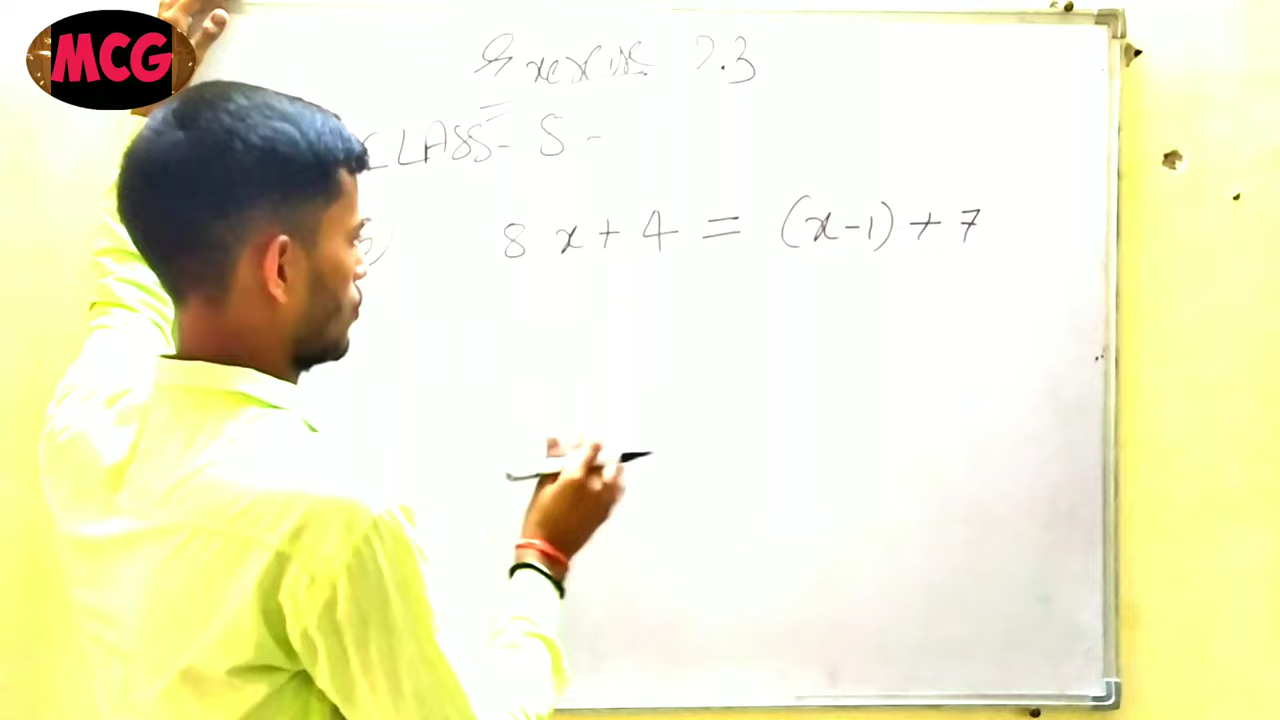 MCG
Exercise 2.3
CLASS- 8 -
8x + 4 = (x-1) + 7